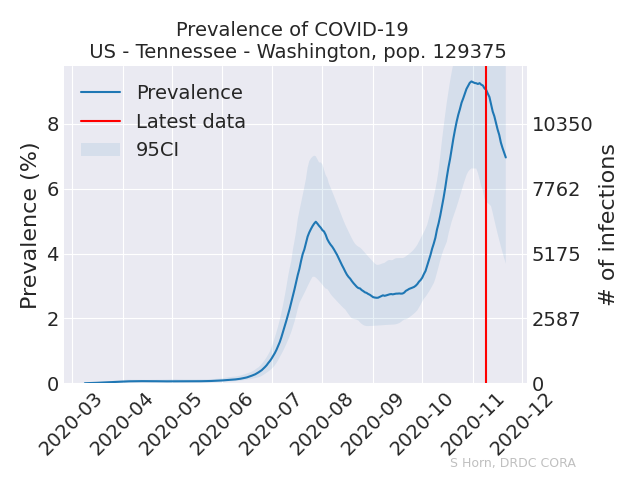 Prevalence of COVID-19
US - Tennessee - Washington, pop. 129375
Prevalence
Latest data
95CI
Prevalence (%)
8
6
4
2
0
10350
7762
5175
2587
0
# of infections
2020-03
2020-04
2020-05
2020-06
2020-07
2020-08
2020-09
2020-10
2020-11
2020-12
S Horn, DRDC CORA